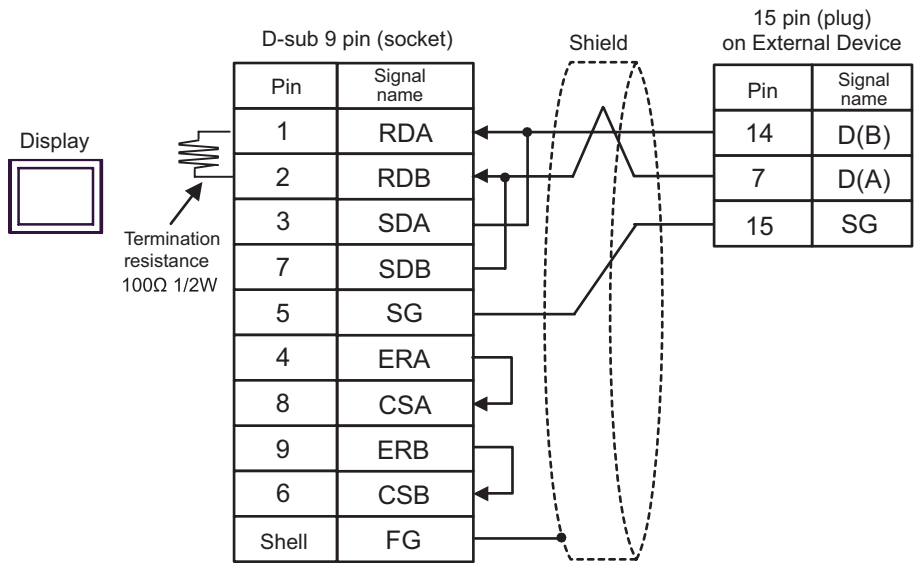 15 pin (plug)
on External Device
D-sub 9 pin (socket)
Shield
Pin
Signal
name
Pin
Signal
name
1
RDA
14
D(B)
Display
2
RDB
7
D(A)
3
SDA
15
SG
Termination
resistance
100Ω 1/2W
7
SDB
5
SG
4
ERA
8
CSA
9
ERB
6
CSB
Shell
FG